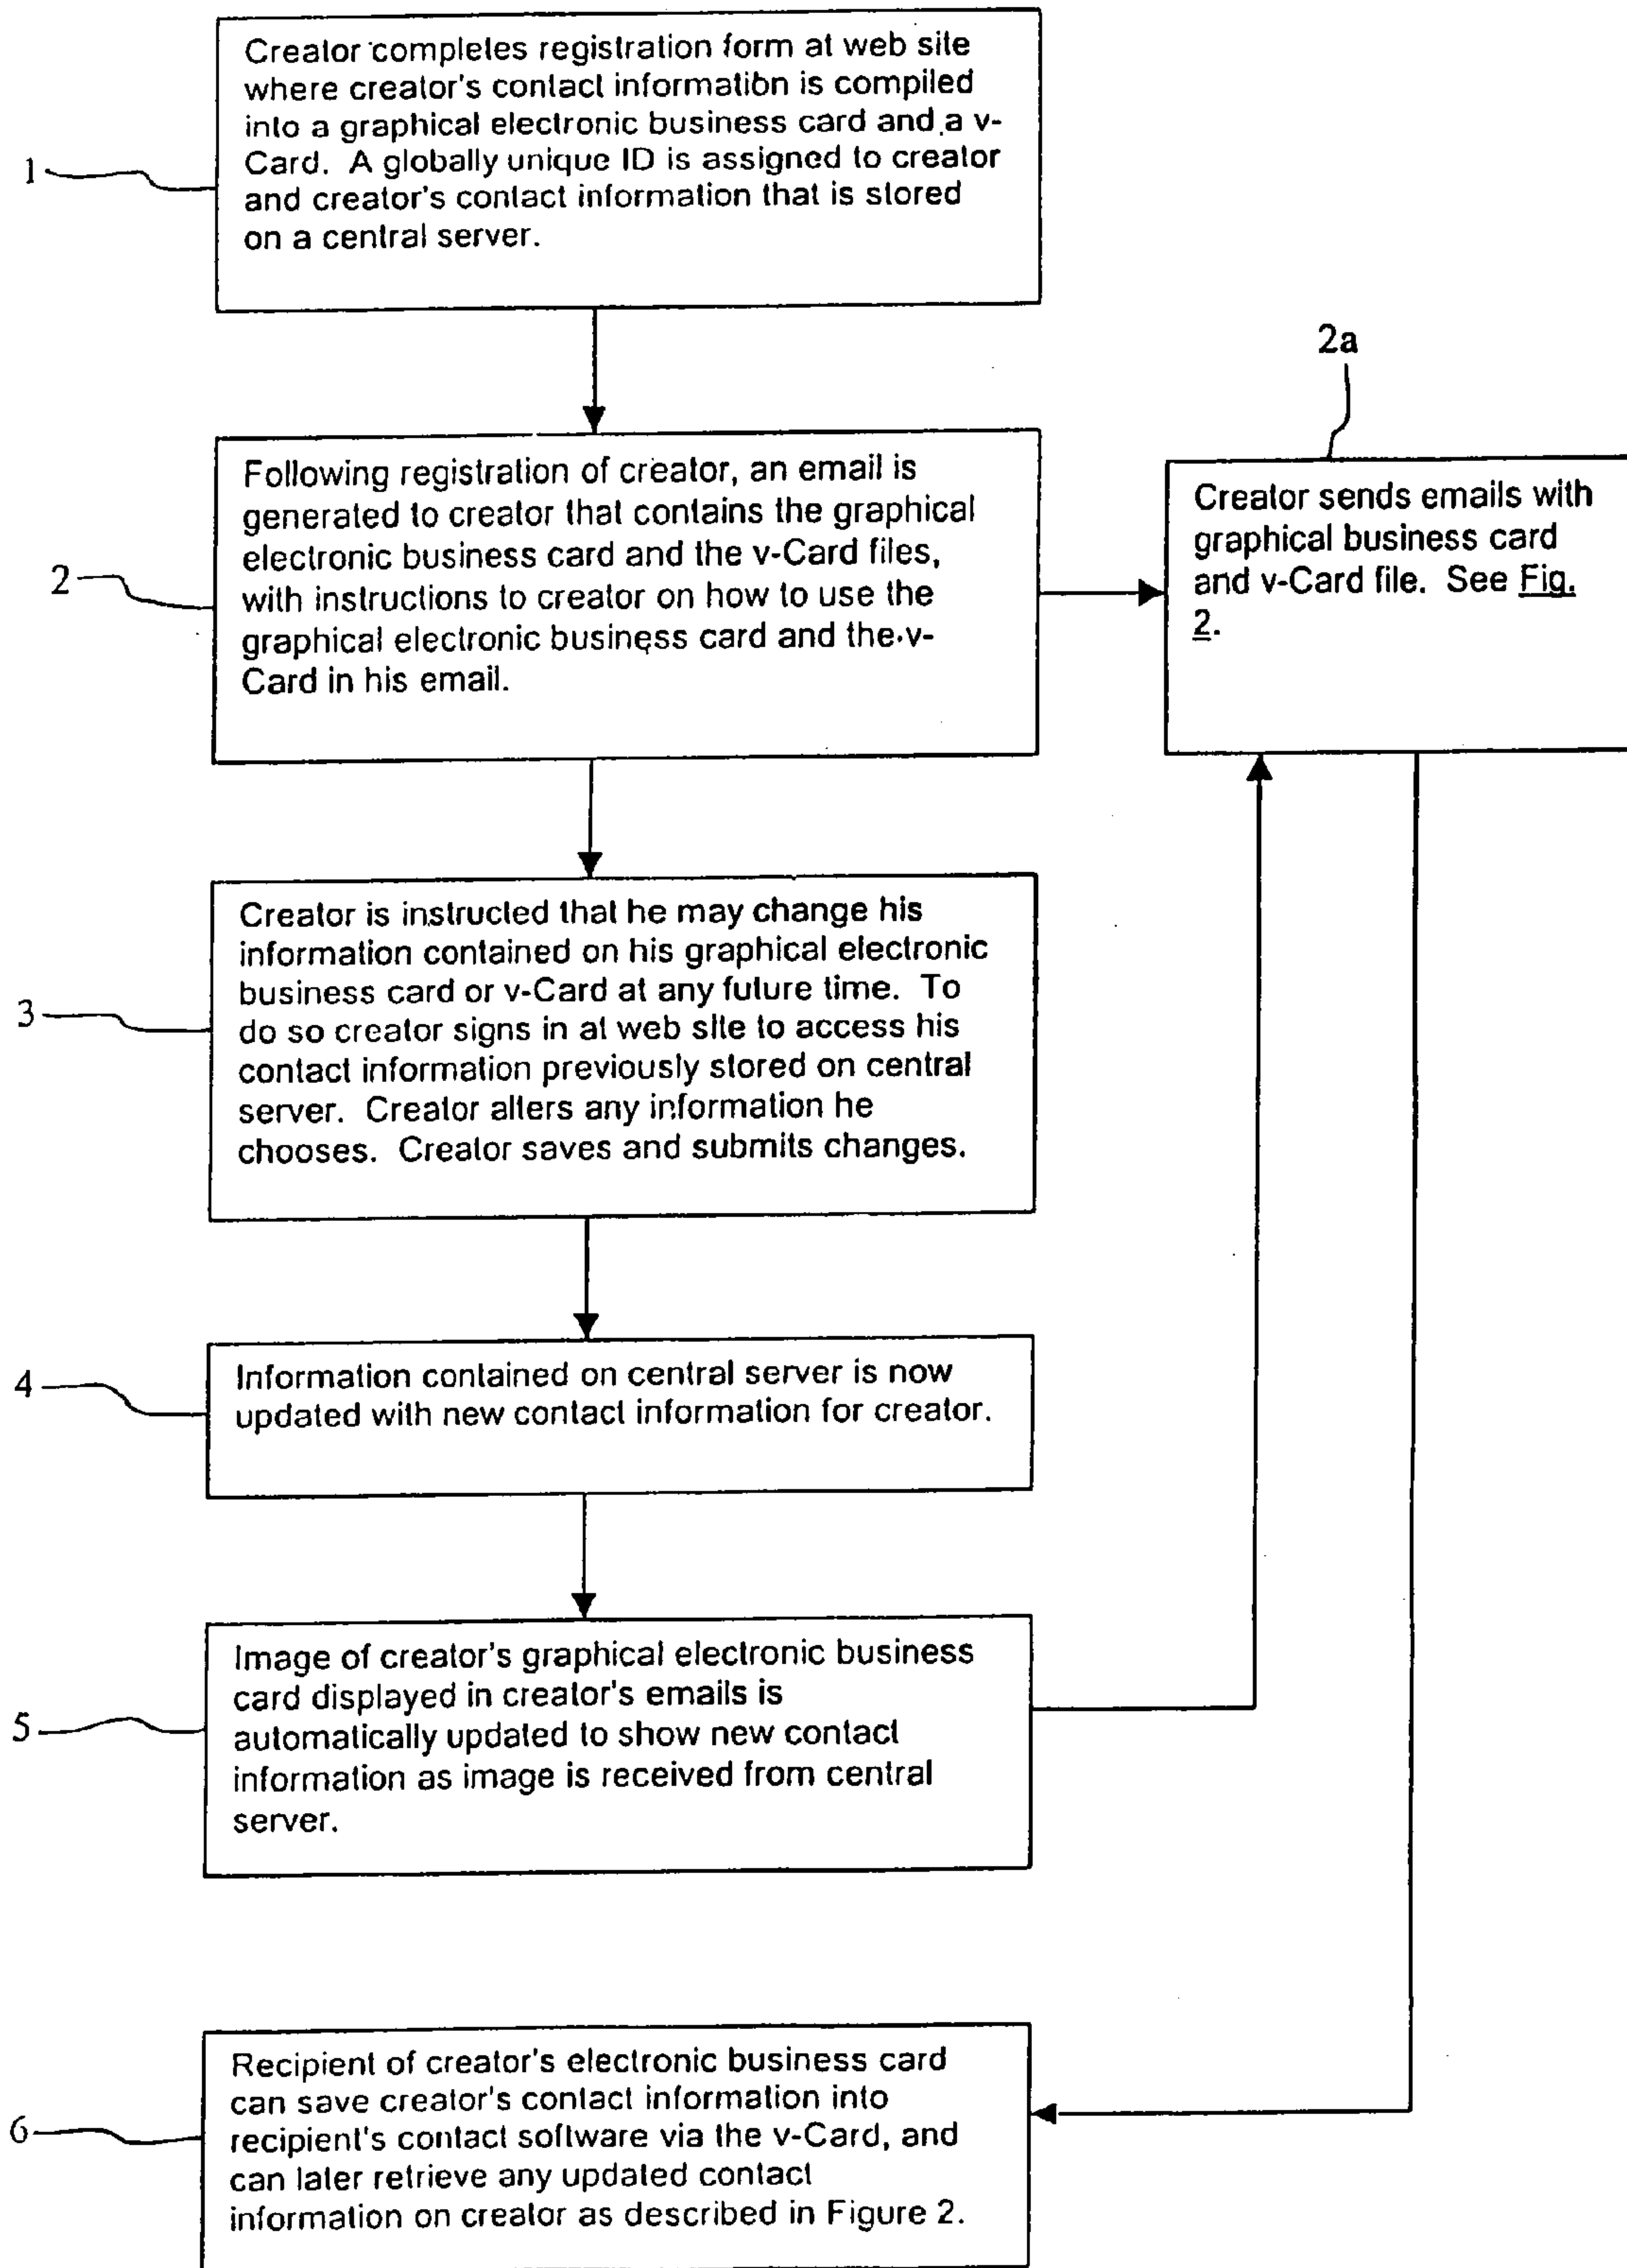 1
Creator completes registration form at web site
where creator's contact information is compiled
into a graphical electronic business card and a v-
Card. A globally unique ID is assigned to creator
and creator's contact information that is stored
on a central server.
2
Following registration of creator, an email is
generated to creator that contains the graphical
electronic business card and the v-Card files,
with instructions to creator on how to use the
graphical electronic business card and the v-
Card in his email.
2a
Creator sends emails with
graphical business card
and v-Card file. See Fig.
2.
3
Creator is instructed that he may change his
information contained on his graphical electronic
business card or v-Card at any future time. To
do so creator signs in at web site to access his
contact information previously stored on central
server. Creator alters any information he
chooses. Creator saves and submits changes.
4
Information contained on central server is now
updated with new contact information for creator.
5
Image of creator's graphical electronic business
card displayed in creator's emails is
automatically updated to show new contact
information as image is received from central
server.
6
Recipient of creator's electronic business card
can save creator's contact information into
recipient's contact software via the v-Card, and
can later retrieve any updated contact
information on creator as described in Figure 2.